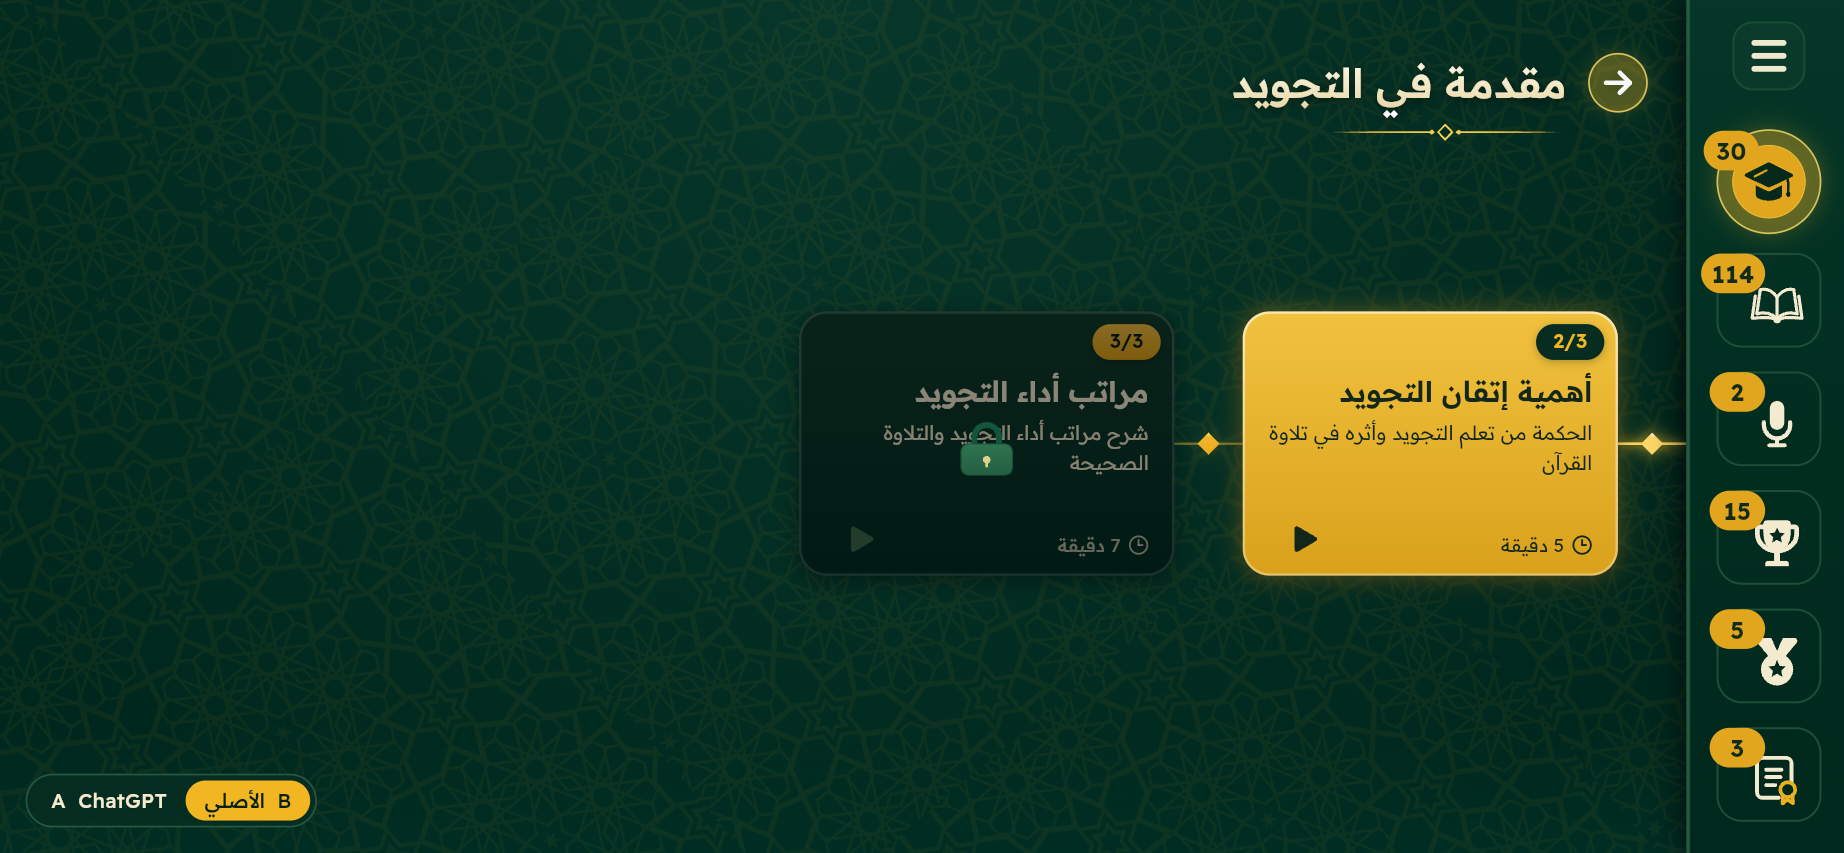 مقدمة في التجويد
30
114
2
15
5
3
2/3
أهمية إتقان التجويد
الحكمة من تعلم التجويد وأثره في تلاوة
القرآن
5 دقيقة
3/3
مراتب أداء التجويد
شرح مراتب أداء التجويد والتلاوة
الصحيحة
7 دقيقة
A ChatGPT
B الأصلي